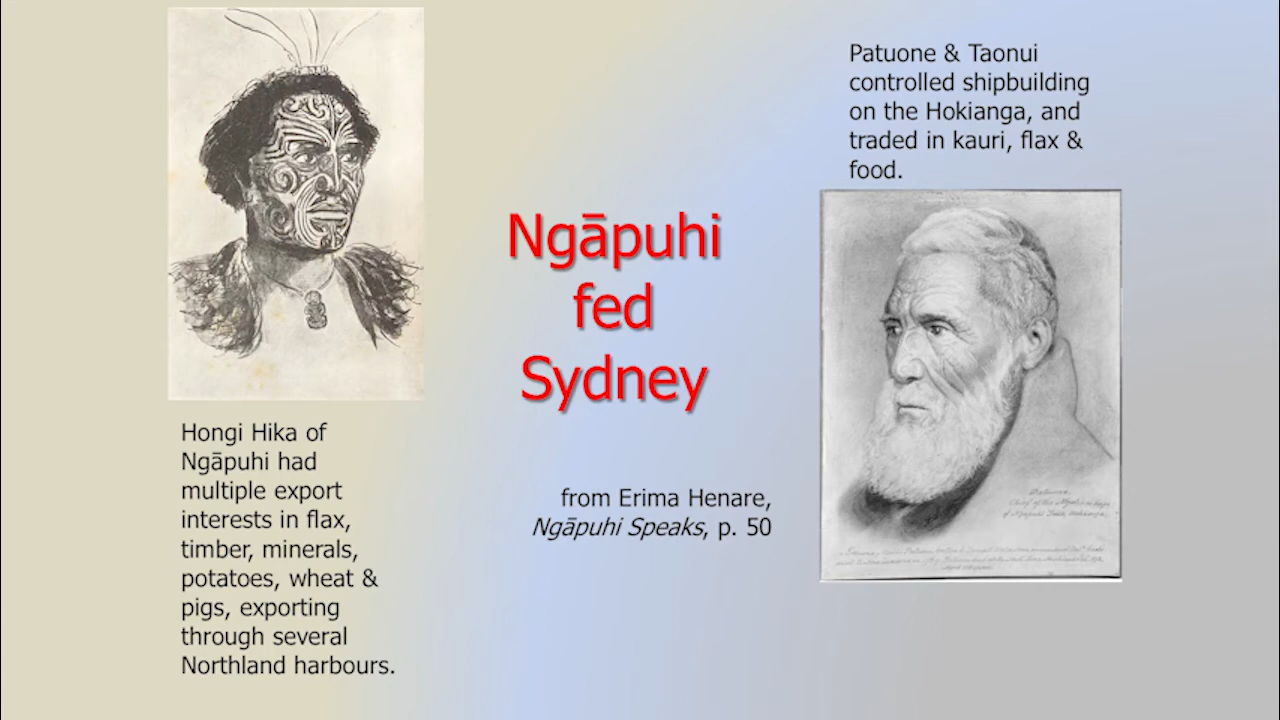 Patuone & Taonui
controlled shipbuilding
on the Hokianga, and
traded in kauri, flax &
food.
Ngāpuhi
fed
Sydney
Hongi Hika of
Ngāpuhi had
multiple export
interests in flax,
timber, minerals,
potatoes, wheat &
pigs, exporting
through several
Northland harbours.
from Erima Henare,
Ngāpuhi Speaks, p. 50